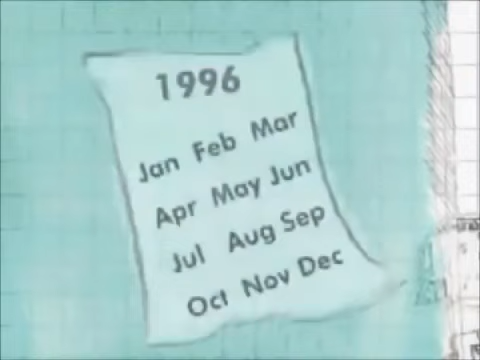 1996
Jan Feb Mar
Apr May Jun
Jul Aug Sep
Oct Nov Dec